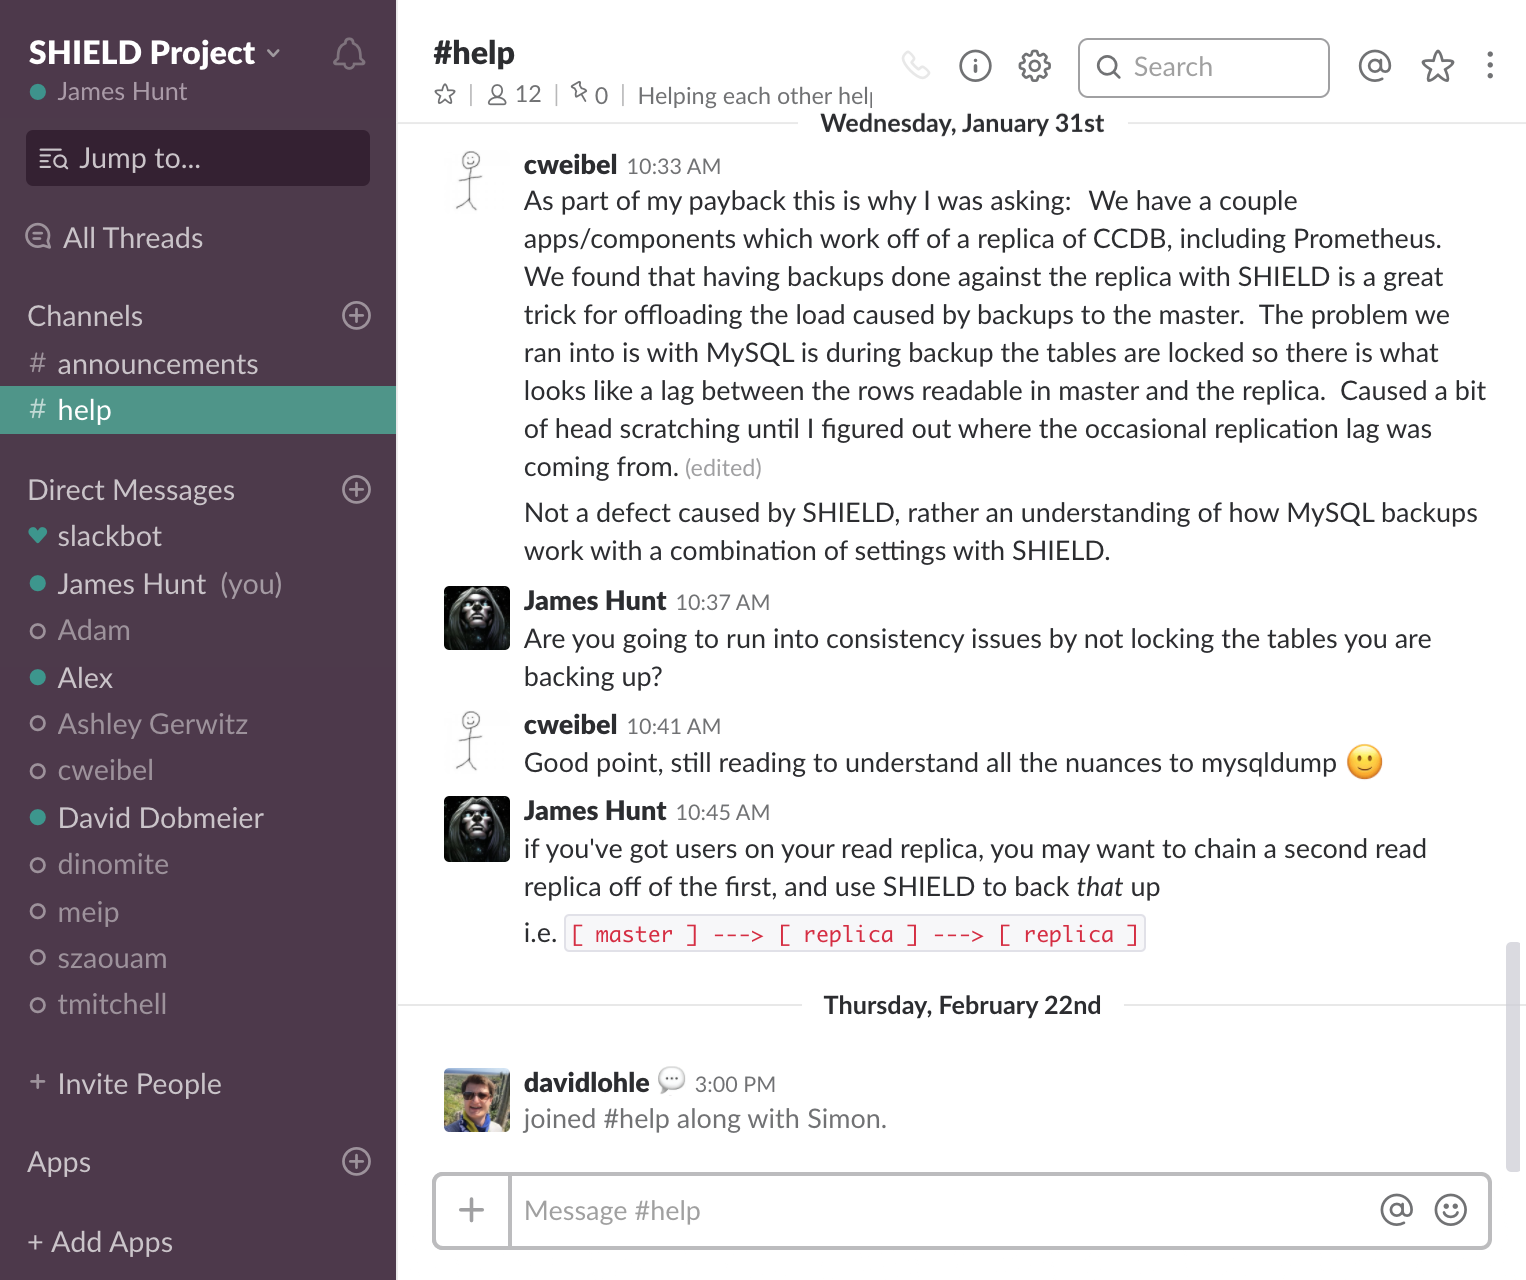 SHIELD Project
James Hunt
Jump to...
All Threads
Channels
# announcements
# help
Direct Messages
slackbot
James Hunt (you)
Adam
Alex
Ashley Gerwitz
cweibel
David Dobmeier
dinomite
meip
szaouam
tmitchell
+ Invite People
Apps
+ Add Apps
#help
12
0
Helping each other
Search
Wednesday, January 31st
cweibel 10:33 AM
As part of my payback this is why I was asking: We have a couple
apps/components which work off of a replica of CCDB, including Prometheus.
We found that having backups done against the replica with SHIELD is a great
trick for offloading the load caused by backups to the master. The problem we
ran into is with MySQL is during backup the tables are locked so there is what
looks like a lag between the rows readable in master and the replica. Caused a bit
of head scratching until I figured out where the occasional replication lag was
coming from. (edited)
Not a defect caused by SHIELD, rather an understanding of how MySQL backups
work with a combination of settings with SHIELD.
James Hunt 10:37 AM
Are you going to run into consistency issues by not locking the tables you are
backing up?
cweibel 10:41 AM
Good point, still reading to understand all the nuances to mysqldump 🙂
James Hunt 10:45 AM
if you've got users on your read replica, you may want to chain a second read
replica off of the first, and use SHIELD to back that up
i.e. [ master ] ---> [ replica ] ---> [ replica ]
Thursday, February 22nd
davidlohle 💬 3:00 PM
joined #help along with Simon.
Message #help